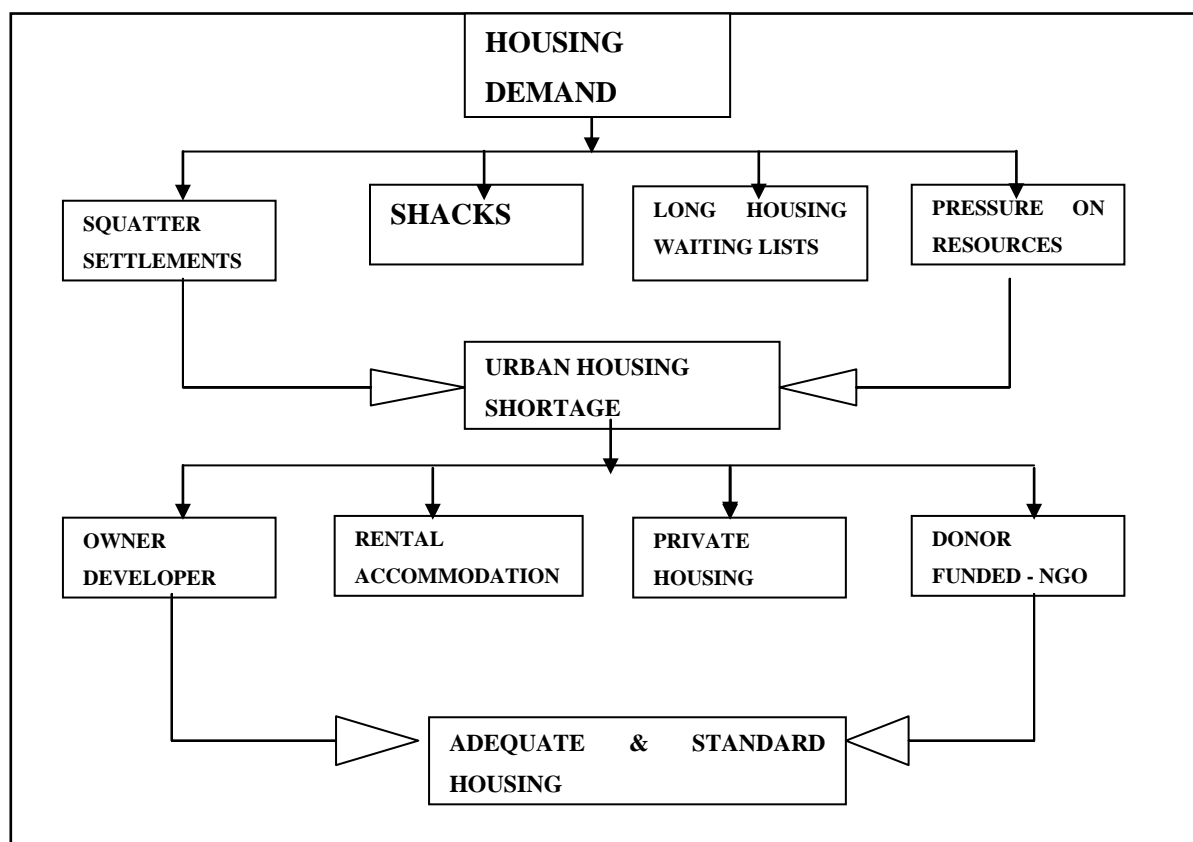 HOUSING
DEMAND
SQUATTER
SETTLEMENTS
SHACKS
LONG HOUSING
WAITING LISTS
PRESSURE ON
RESOURCES
URBAN HOUSING
SHORTAGE
OWNER
DEVELOPER
RENTAL
ACCOMMODATION
PRIVATE
HOUSING
DONOR
FUNDED - NGO
ADEQUATE & STANDARD
HOUSING